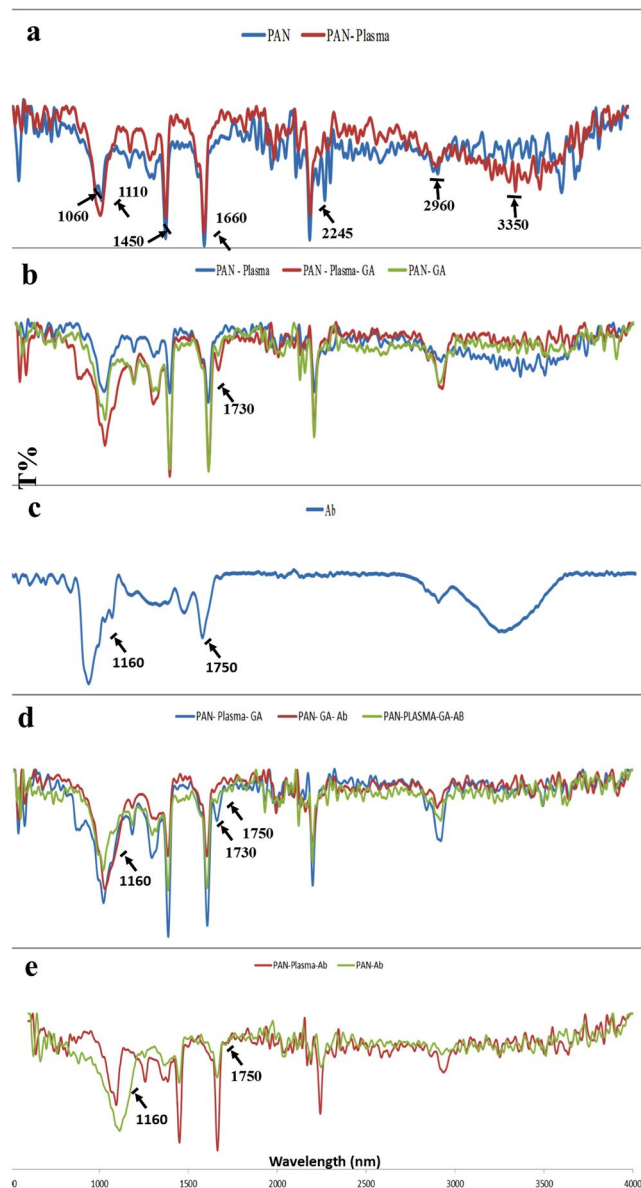 a
PAN PAN-Plasma
1060
1110
1450
1660
2245
2960
3350
b
PAN - Plasma PAN - Plasma- GA PAN- GA
1730
T%
c
Ab
1160
1750
d
PAN- Plasma- GA PAN- GA- Ab PAN-PLASMA-GA-AB
1750
1730
1160
e
PAN-Plasma-Ab PAN-Ab
1750
1160
Wavelength (nm)
1000 1500 2000 2500 3000 3500 4000